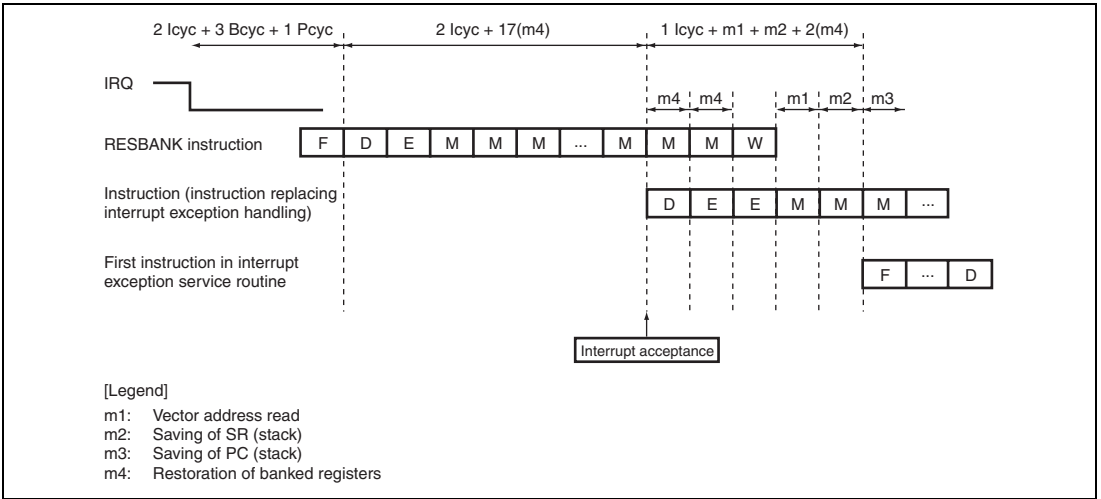 2 Icyc + 3 Bcyc + 1 Pcyc 2 Icyc + 17(m4) 1 Icyc + m1 + m2 + 2(m4)
IRQ
m4 m4 m1 m2 m3
RESBANK instruction F D E M M M ... M M M W
Instruction (instruction replacing
interrupt exception handling) D E E M M M ...
First instruction in interrupt
exception service routine F ... D
Interrupt acceptance
[Legend]
m1: Vector address read
m2: Saving of SR (stack)
m3: Saving of PC (stack)
m4: Restoration of banked registers